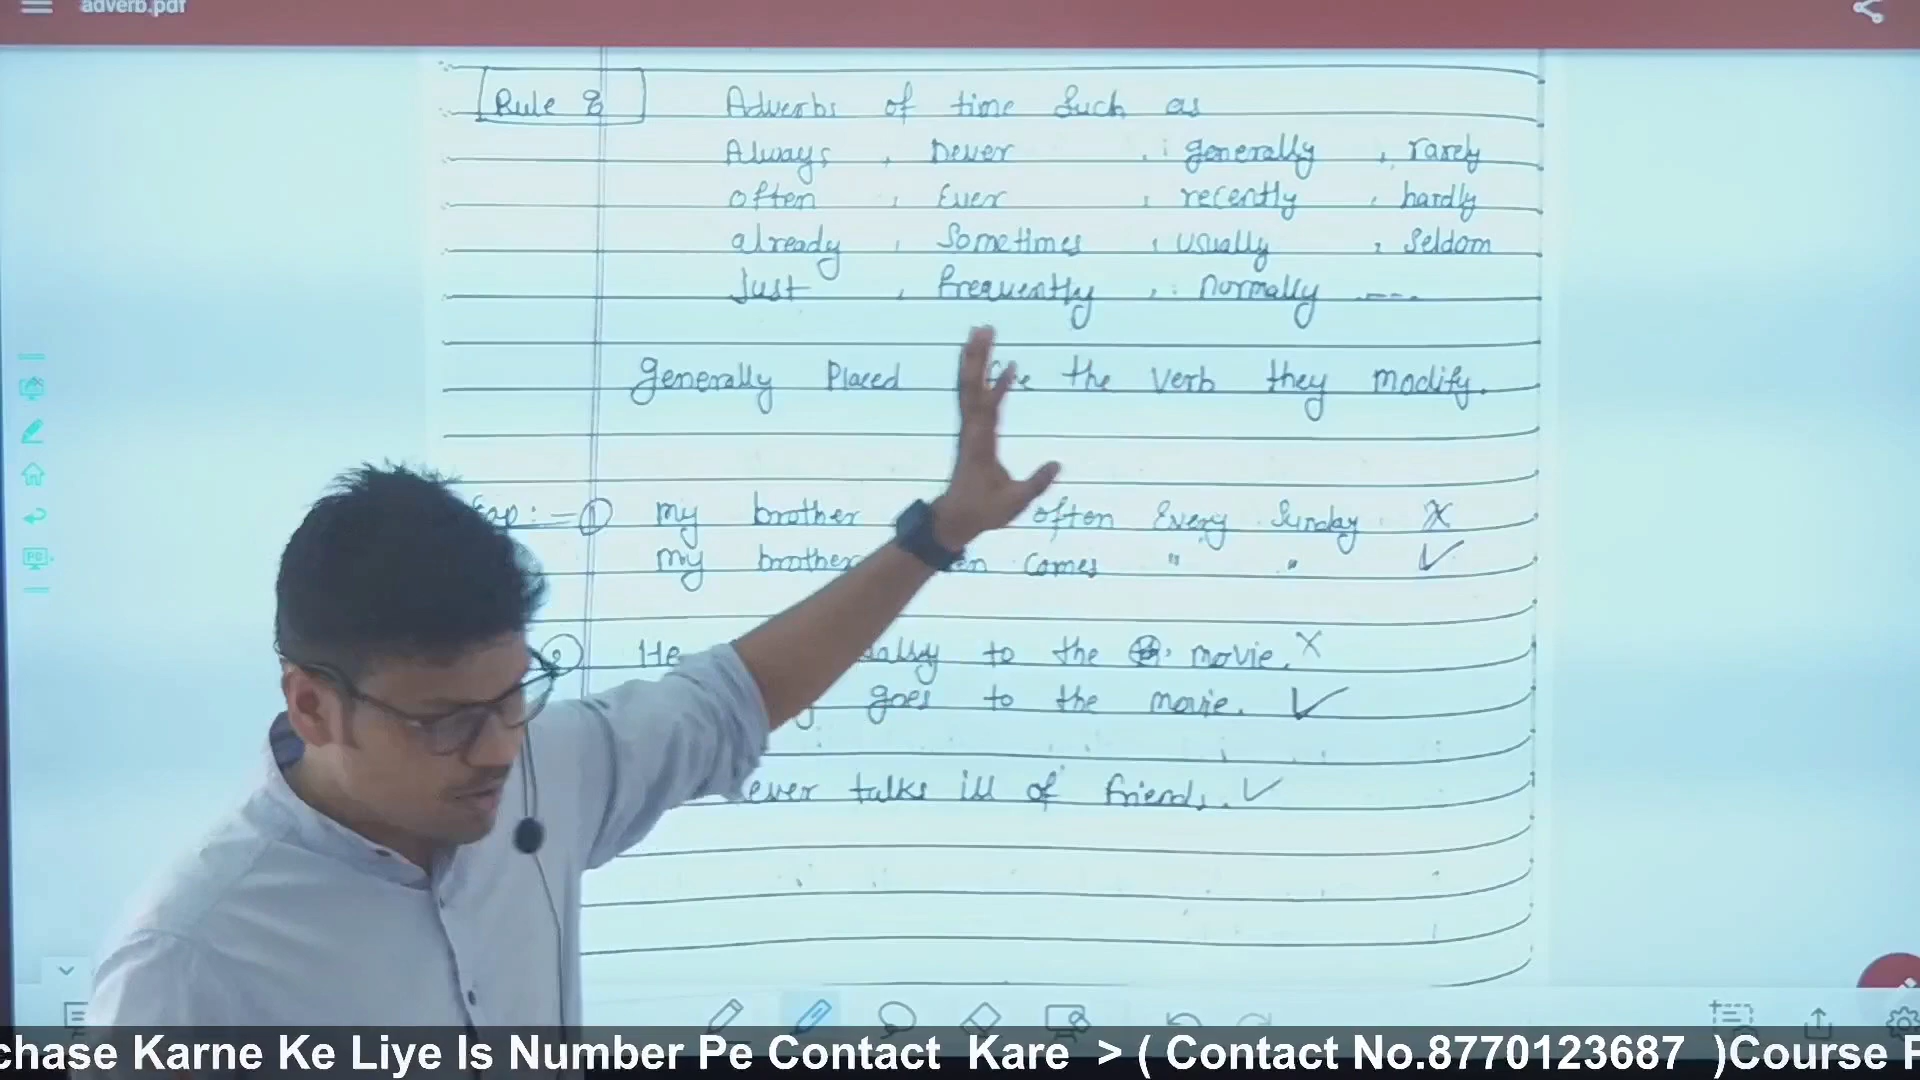 adverb.pdf
Rule 8 Adverbs of time such as
Always, Never, generally, rarely
often, Ever, recently, hardly
already, Sometimes, usually, Seldom
Just, frequently, normally ----
generally Placed the verb they modify.
Exp:- ① my brother often Every Sunday. X
my brother comes " " ✓
② He to the movie. X
goes to the movie. ✓
talks ill of friends. ✓
chase Karne Ke Liye Is Number Pe Contact Kare > ( Contact No.8770123687 )Course